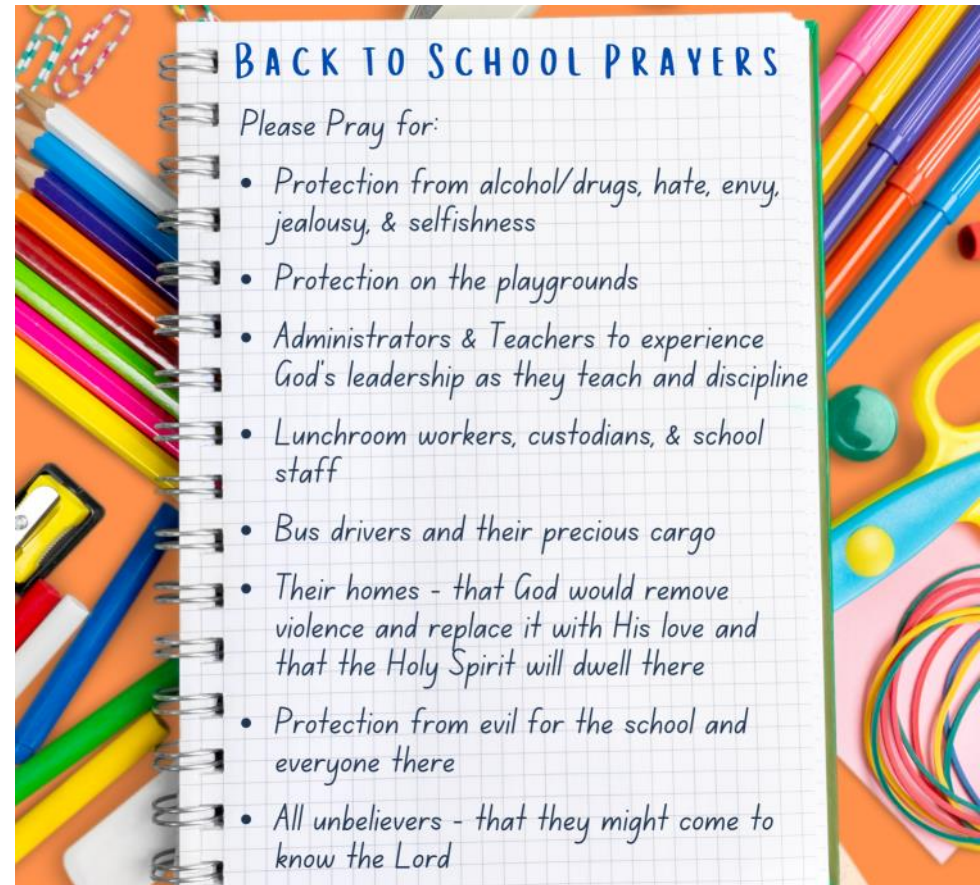 BACK TO SCHOOL PRAYERS
Please Pray for:
• Protection from alcohol/drugs, hate, envy,
jealousy, & selfishness
• Protection on the playgrounds
• Administrators & Teachers to experience
God's leadership as they teach and discipline
• Lunchroom workers, custodians, & school
staff
• Bus drivers and their precious cargo
• Their homes - that God would remove
violence and replace it with His love and
that the Holy Spirit will dwell there
• Protection from evil for the school and
everyone there
• All unbelievers - that they might come to
know the Lord